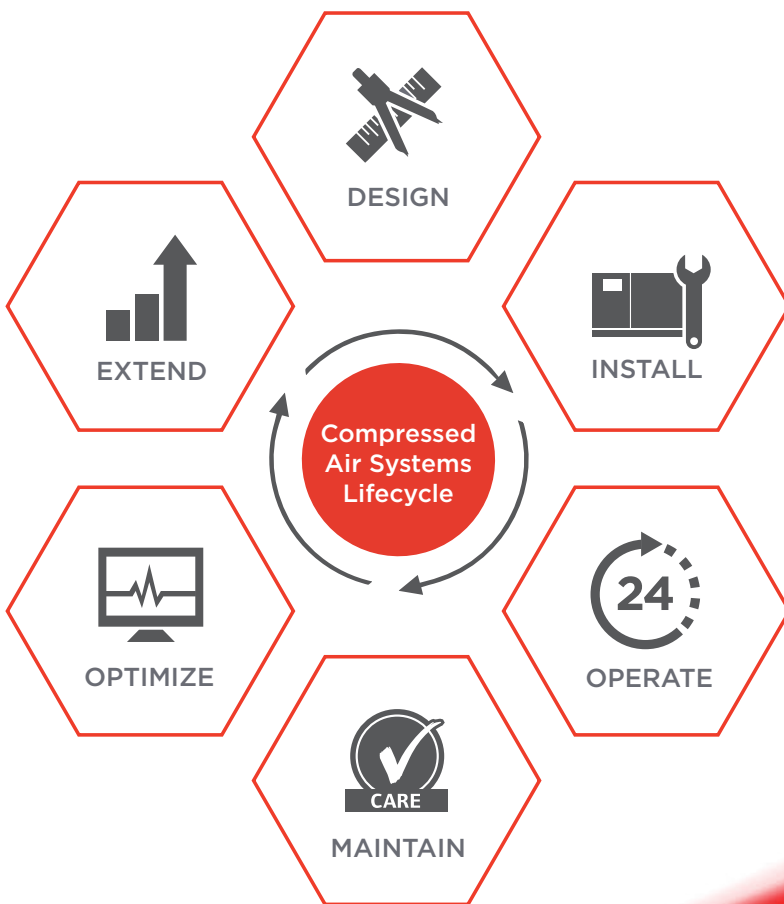 DESIGN
INSTALL
EXTEND
Compressed
Air Systems
Lifecycle
24
OPERATE
OPTIMIZE
CARE
MAINTAIN